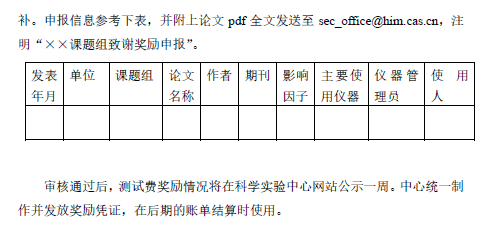 补。申报信息参考下表，并附上论文 pdf 全文发送至 sec_office@him.cas.cn，注
明“××课题组致谢奖励申报”。
发表年月 单位 课题组 论文名称 作者 期刊 影响因子 主要使用仪器 仪器管理员 使用人
审核通过后，测试费奖励情况将在科学实验中心网站公示一周。中心统一制
作并发放奖励凭证，在后期的账单结算时使用。